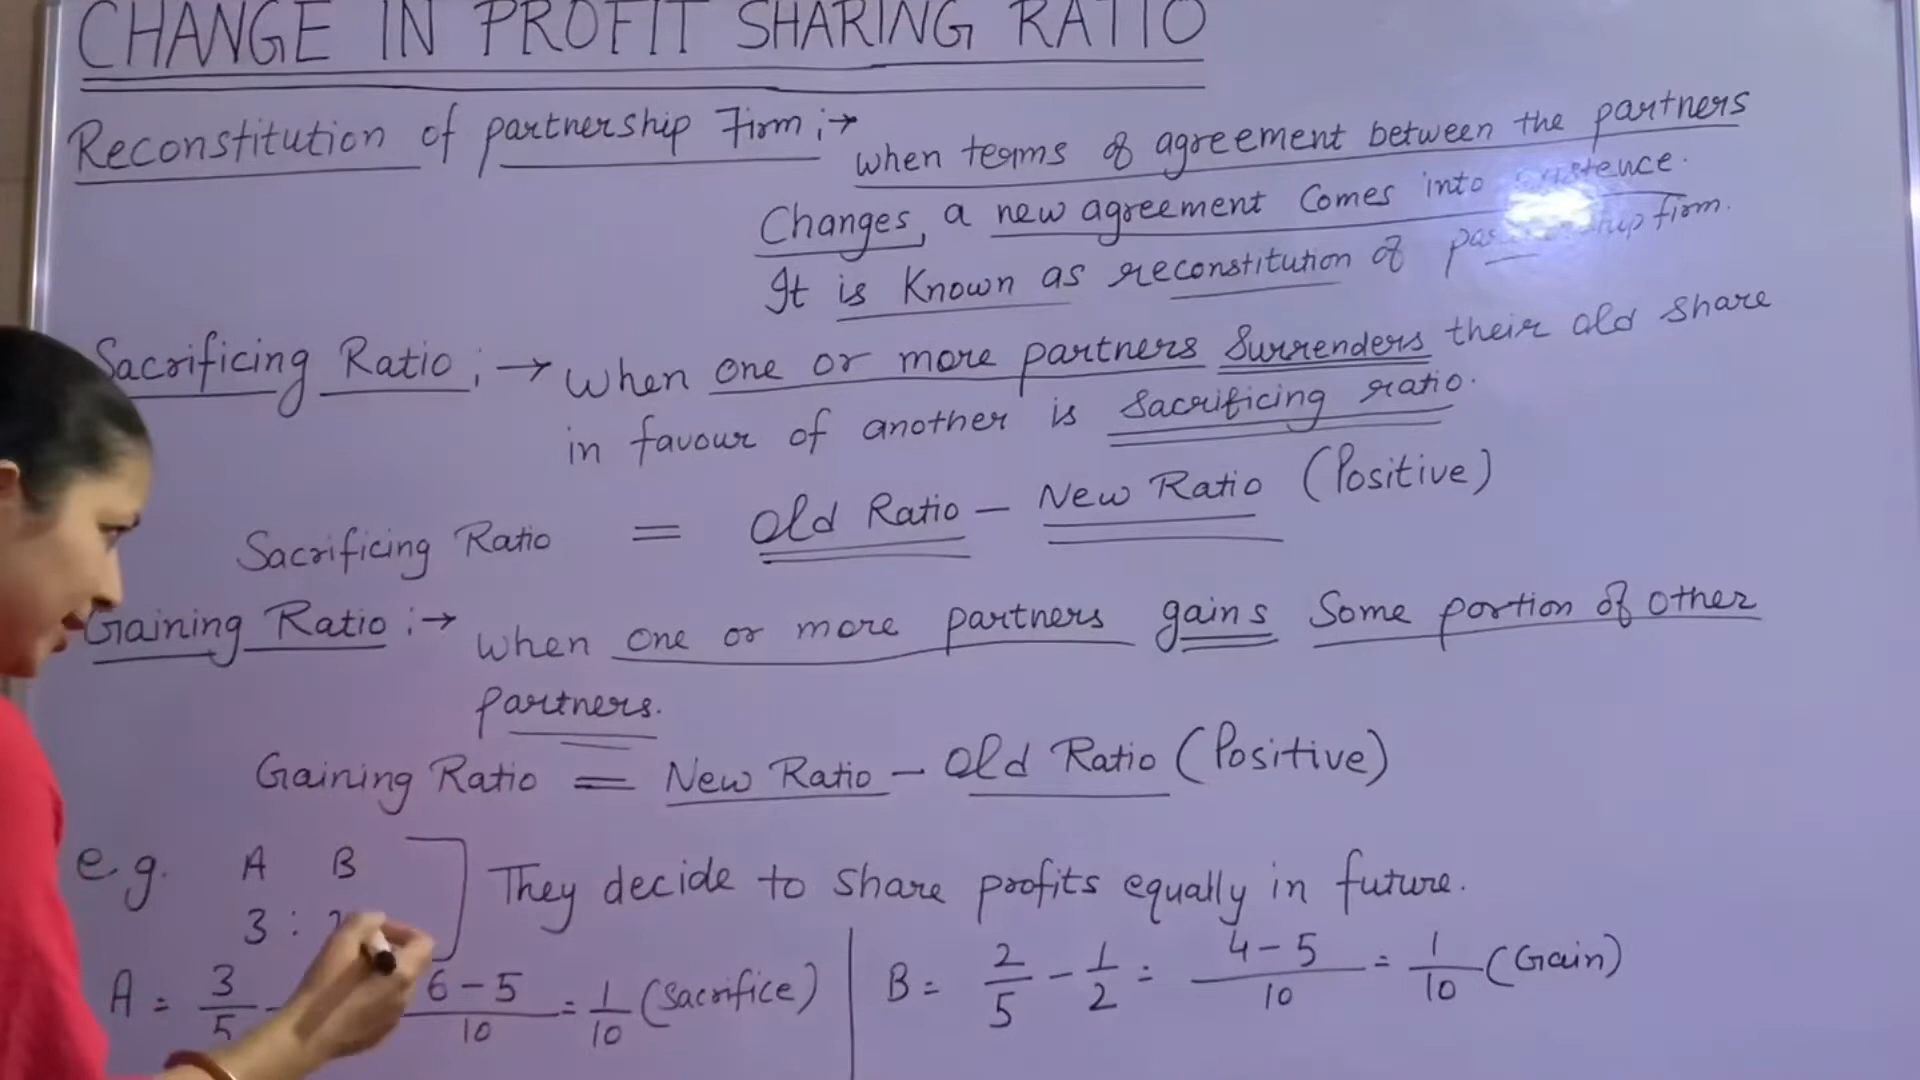 CHANGE IN PROFIT SHARING RATIO
Reconstitution of partnership Firm :→ when terms of agreement between the partners
Changes, a new agreement Comes into
It is Known as reconstitution of firm.
Sacrificing Ratio :→ When one or more partners Surrenders their old share
in favour of another is Sacrificing ratio.
Sacrificing Ratio = Old Ratio - New Ratio (Positive)
Gaining Ratio :→ when one or more partners gains Some portion of other
partners.
Gaining Ratio = New Ratio - Old Ratio (Positive)
e.g. A B
3 :
They decide to share profits equally in future.
A = 3/5 - 6-5/10 = 1/10 (Sacrifice)
B = 2/5 - 1/2 = 4-5/10 = 1/10 (Gain)